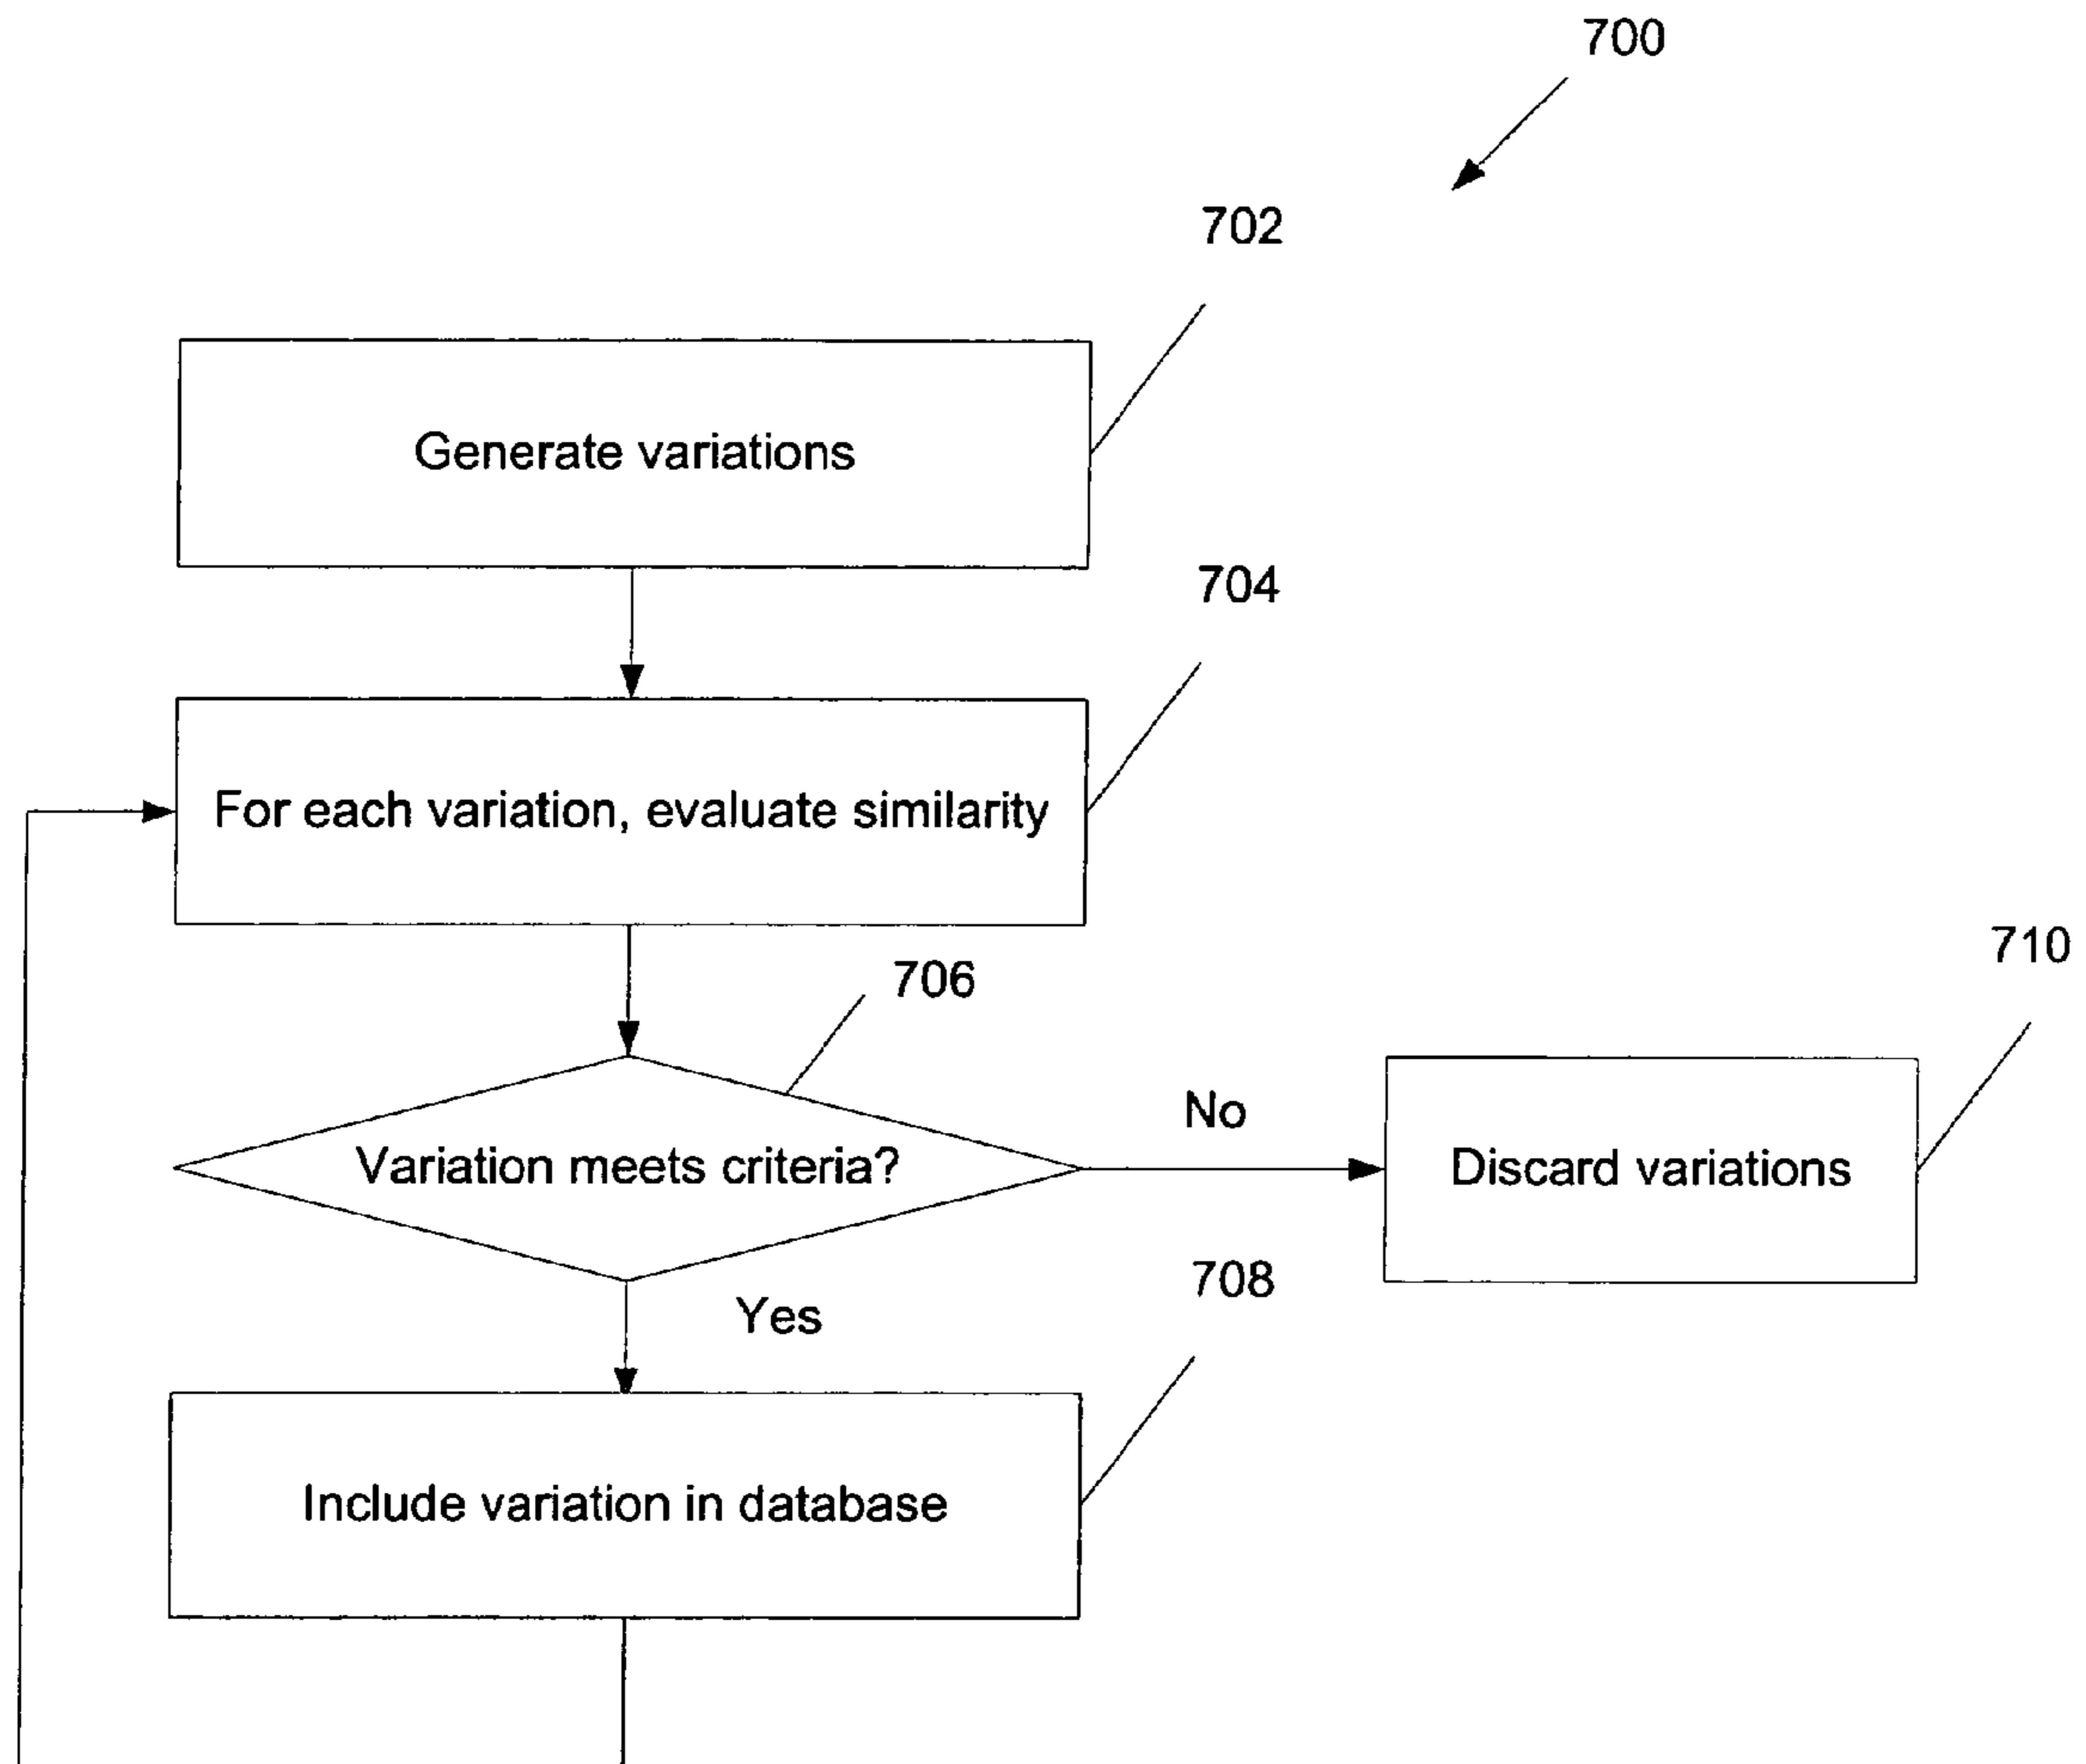 700
702
Generate variations
704
For each variation, evaluate similarity
706
710
No
Variation meets criteria?
Discard variations
708
Yes
Include variation in database